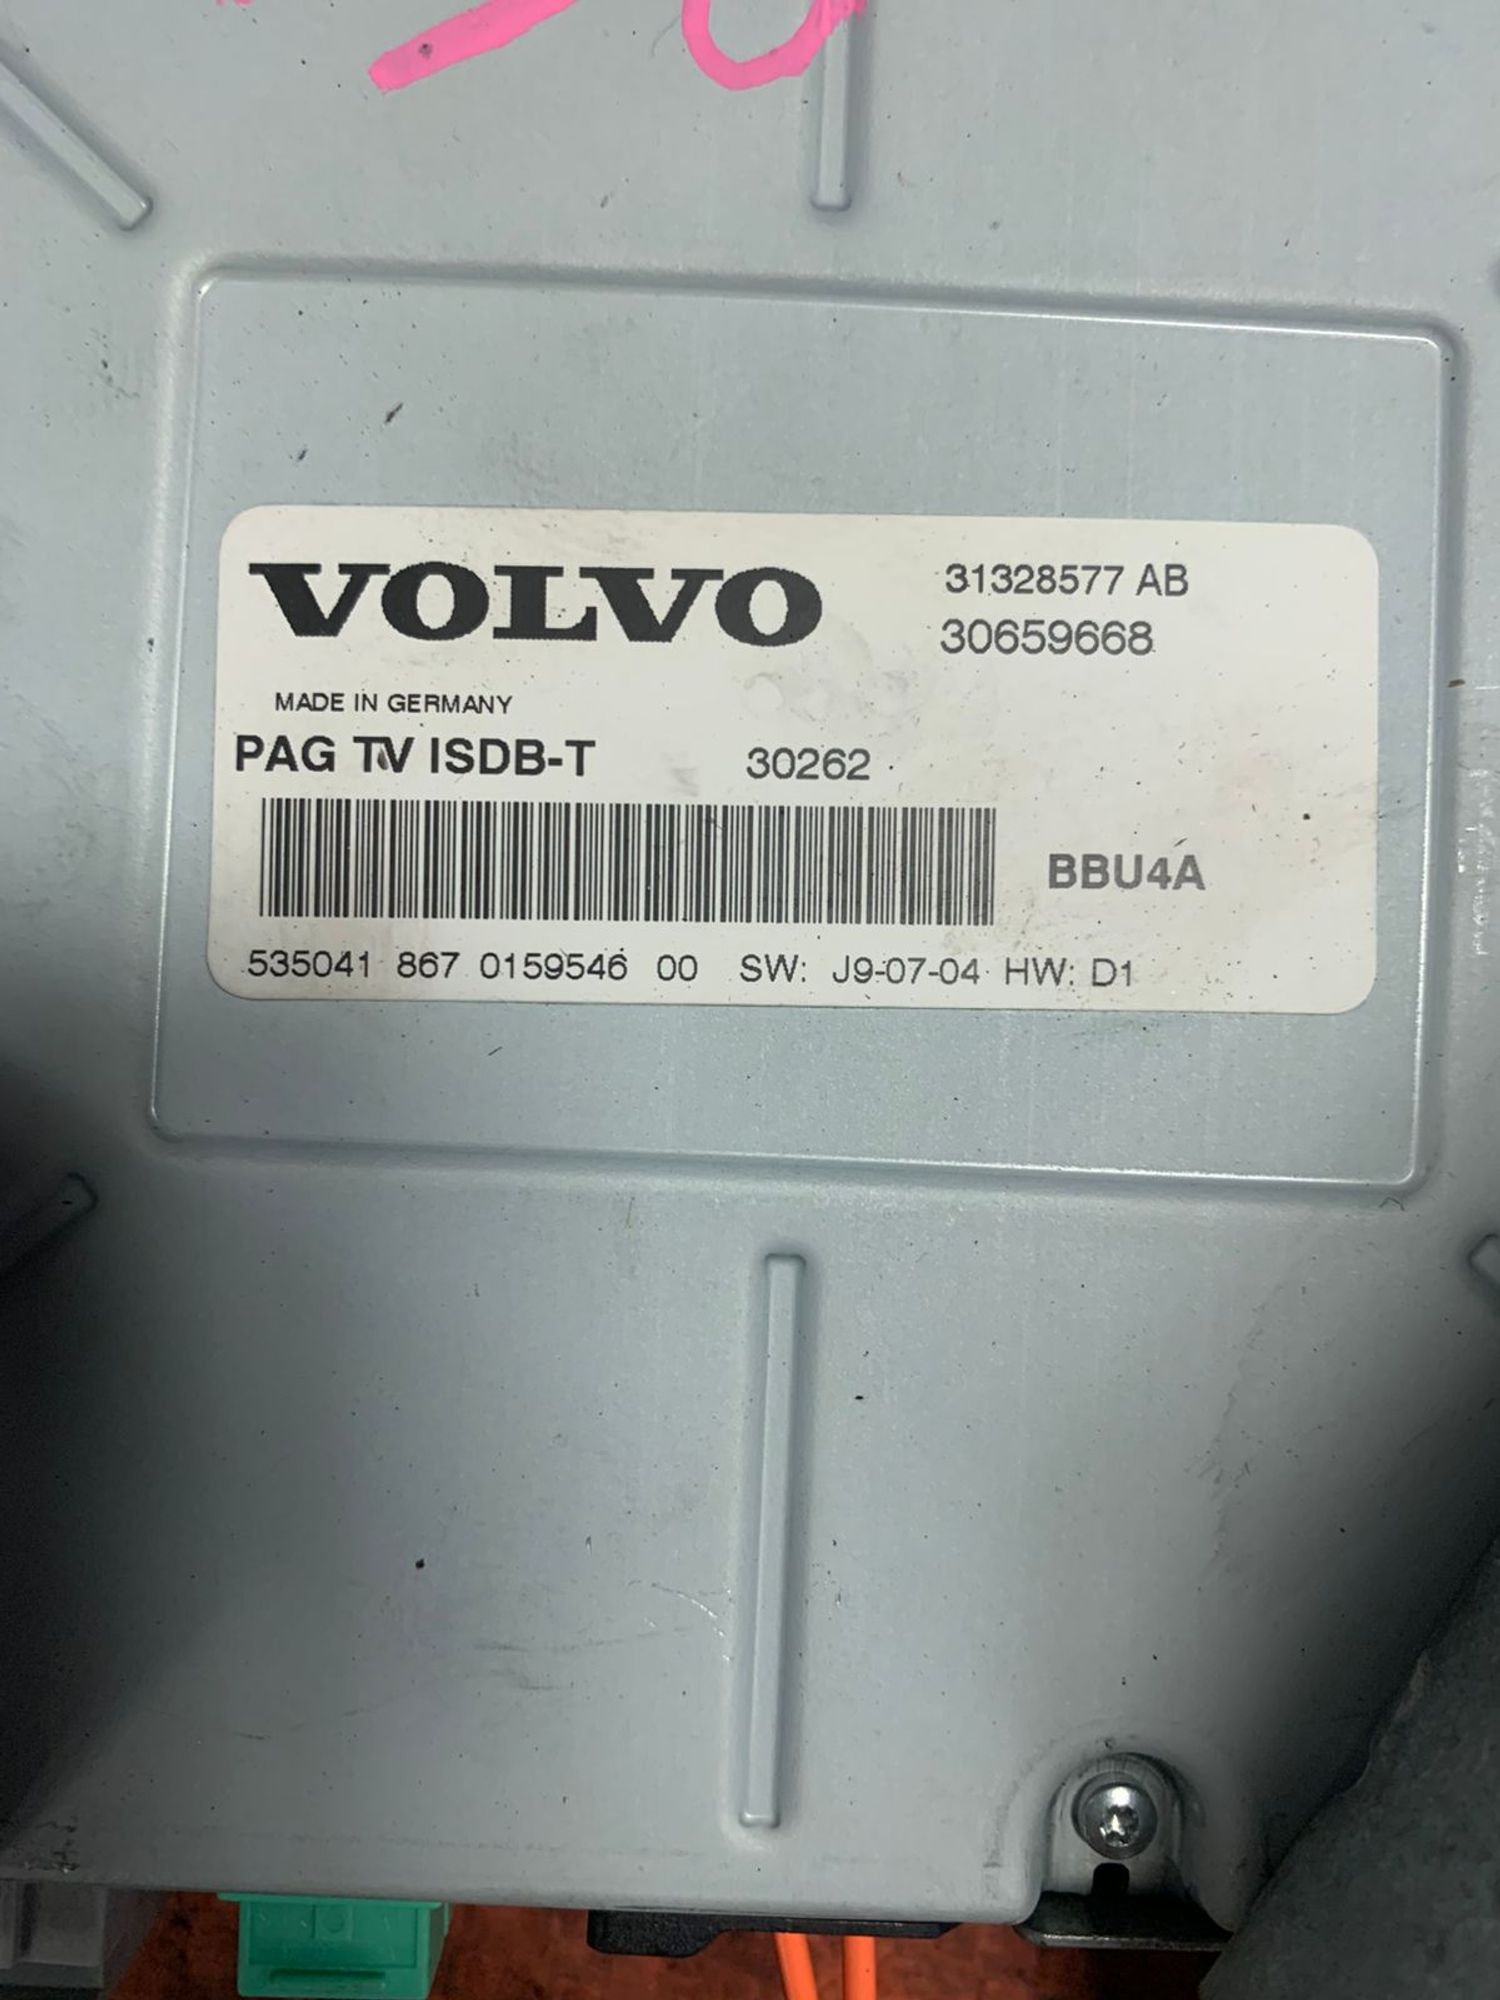 VOLVO
31328577 AB
30659668
MADE IN GERMANY
PAG TV ISDB-T 30262
BBU4A
535041 867 0159546 00 SW: J9-07-04 HW: D1